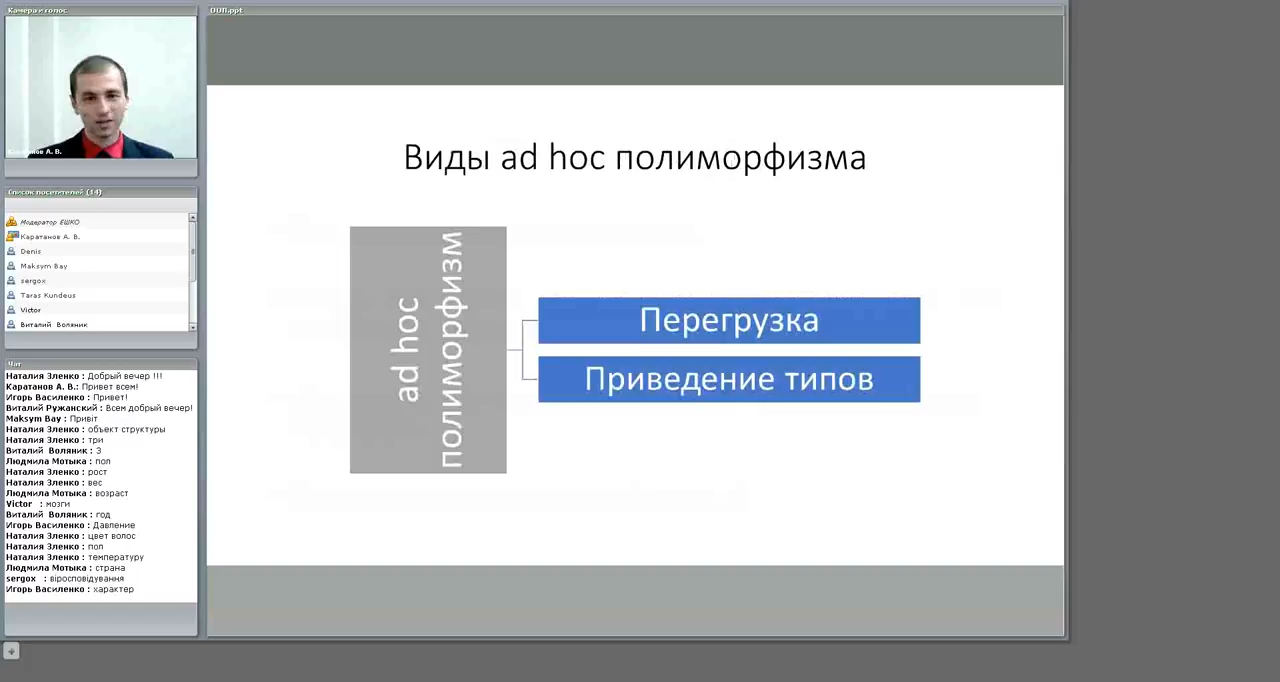 Камера и голос
Каратанов А. В.
Список посетителей (14)
Модератор ЕШКО
Каратанов А. В.
Denis
Maksym Bay
sergox
Taras Kundeus
Victor
Виталий Воляник
Чат
Наталия Зленко : Добрый вечер !!!
Каратанов А. В.: Привет всем!
Игорь Василенко : Привет!
Виталий Ружанский : Всем добрый вечер!
Maksym Bay : Привіт
Наталия Зленко : объект структуры
Наталия Зленко : три
Виталий Воляник : 3
Людмила Мотыка : пол
Наталия Зленко : рост
Наталия Зленко : вес
Людмила Мотыка : возраст
Victor : мозги
Виталий Воляник : год
Игорь Василенко : Давление
Наталия Зленко : цвет волос
Наталия Зленко : пол
Наталия Зленко : температуру
Людмила Мотыка : страна
sergox : віросповідування
Игорь Василенко : характер
ООП.ppt
Виды ad hoc полиморфизма
ad hoc
полиморфизм
Перегрузка
Приведение типов